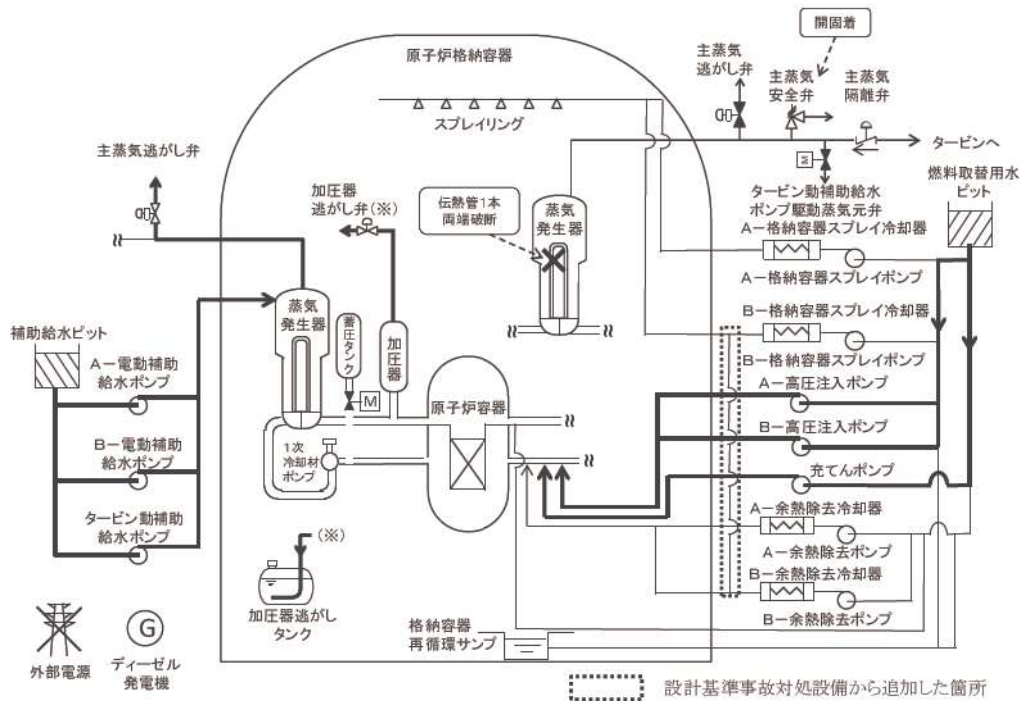 開固着
原子炉格納容器
主蒸気
逃がし弁
主蒸気
安全弁
主蒸気
隔離弁
スプレイリング
タービンへ
主蒸気逃がし弁
加圧器
逃がし弁(※)
伝熱管1本
両端破断
蒸気
発生器
M
タービン動補助給水
ポンプ駆動蒸気元弁
燃料取替用水
ピット
A-格納容器スプレイ冷却器
A-格納容器スプレイポンプ
蒸気
発生器
蓄圧タンク
加圧器
B-格納容器スプレイ冷却器
B-格納容器スプレイポンプ
補助給水ピット
A-電動補助
給水ポンプ
M
原子炉容器
A-高圧注入ポンプ
B-高圧注入ポンプ
B-電動補助
給水ポンプ
1次
冷却材
ポンプ
充てんポンプ
タービン動補助
給水ポンプ
(※)
A-余熱除去冷却器
A-余熱除去ポンプ
B-余熱除去冷却器
B-余熱除去ポンプ
加圧器逃がし
タンク
格納容器
再循環サンプ
外部電源
G
ディーゼル
発電機
設計基準事故対処設備から追加した箇所